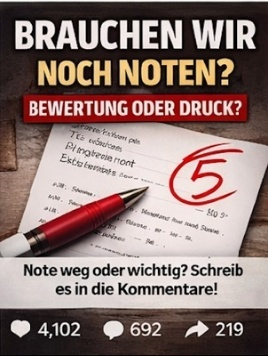 BRAUCHEN WIR
NOCH NOTEN?
BEWERTUNG ODER DRUCK?
5
Note weg oder wichtig? Schreib
es in die Kommentare!
4,102 692 219